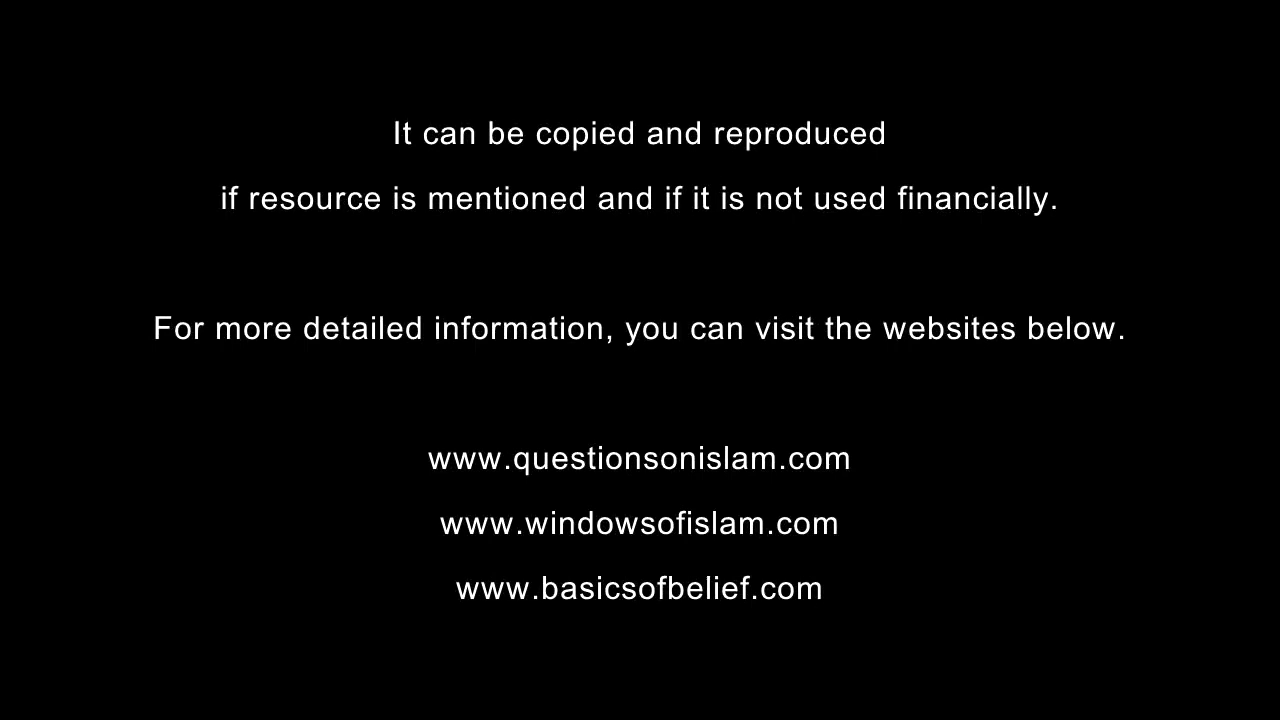 It can be copied and reproduced
if resource is mentioned and if it is not used financially.
For more detailed information, you can visit the websites below.
www.questionsonislam.com
www.windowsofislam.com
www.basicsofbelief.com